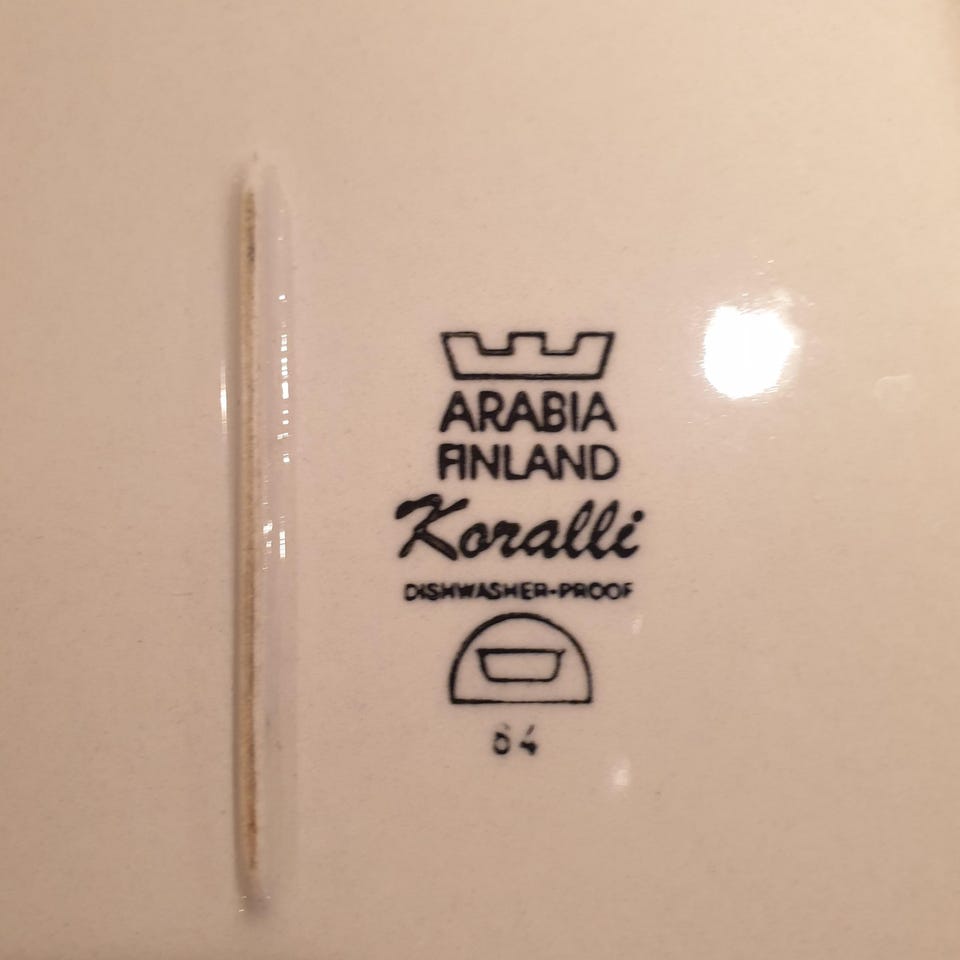 ARABIA
FINLAND
Koralli
DISHWASHER-PROOF
64